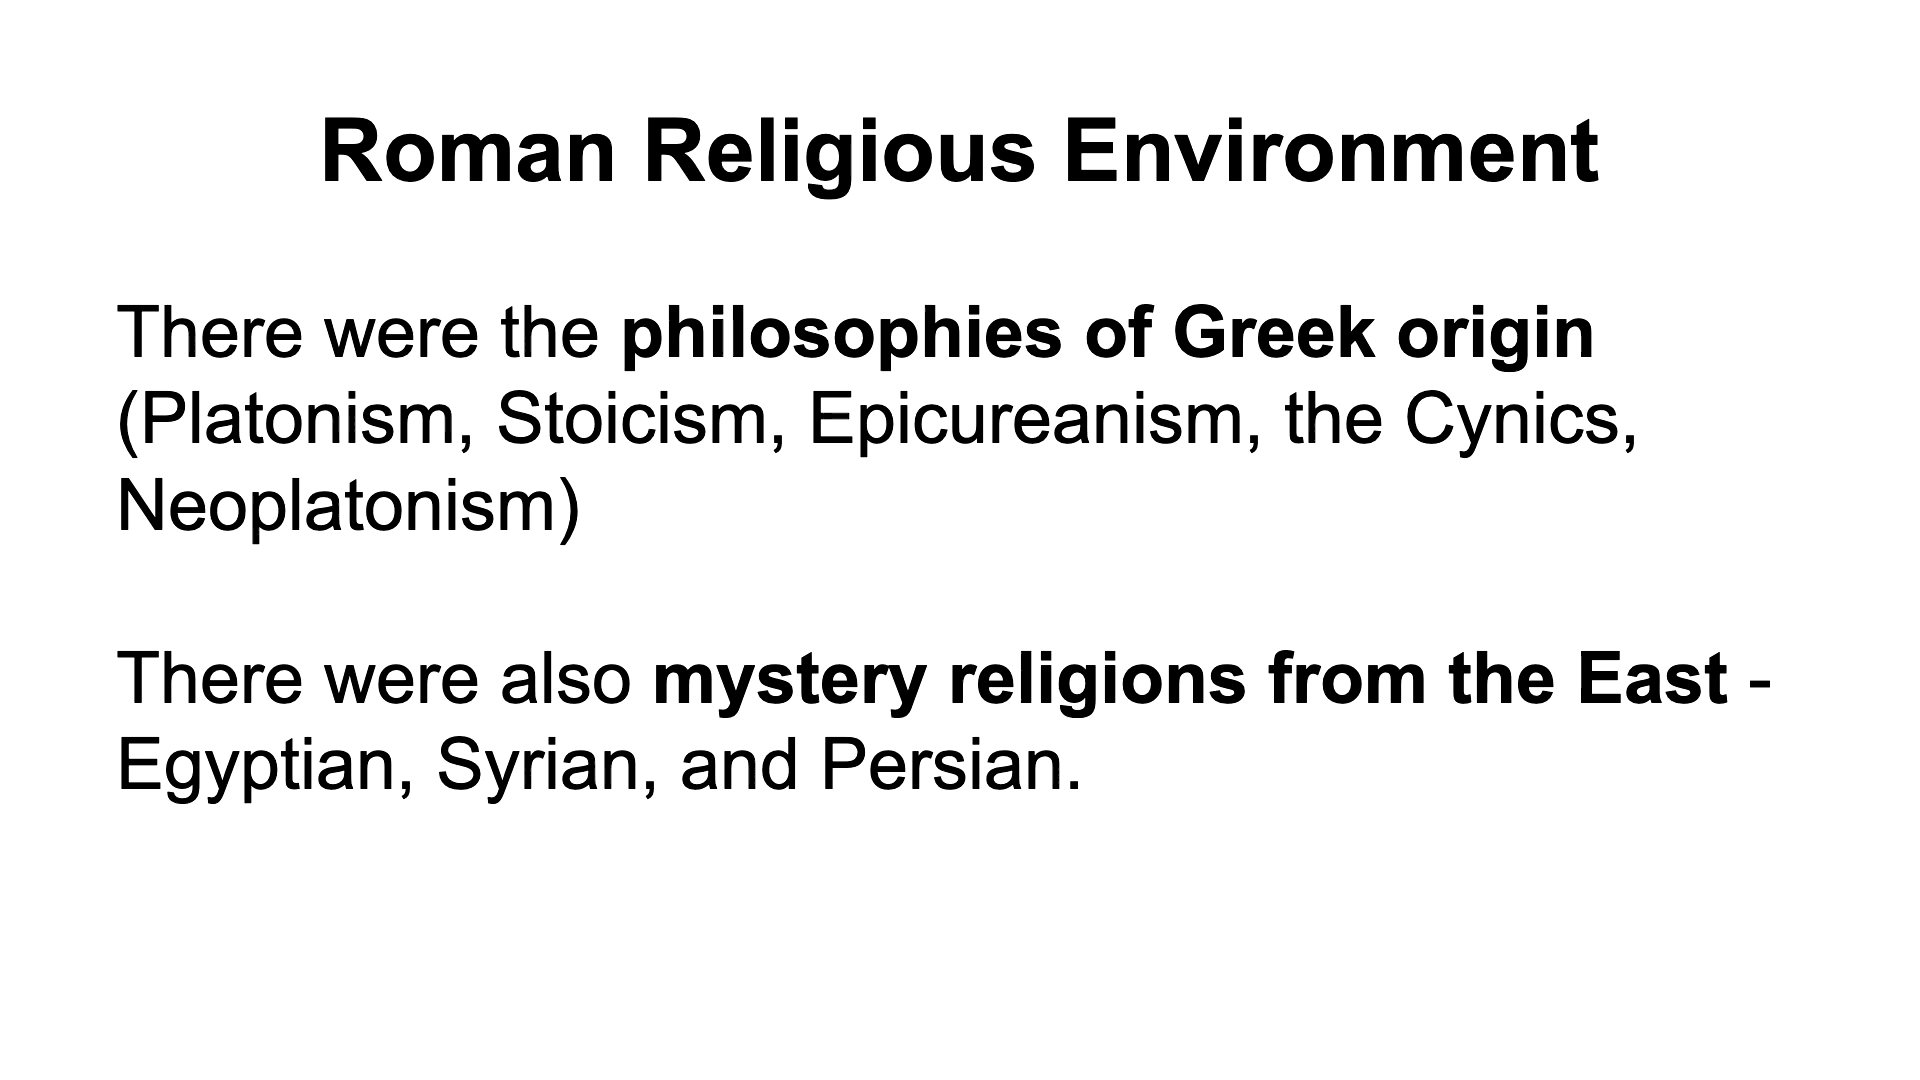 Roman Religious Environment
There were the philosophies of Greek origin
(Platonism, Stoicism, Epicureanism, the Cynics,
Neoplatonism)
There were also mystery religions from the East -
Egyptian, Syrian, and Persian.